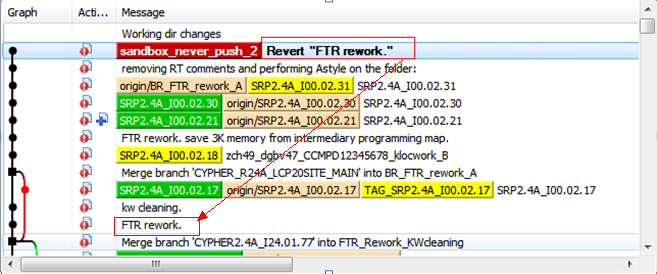 Graph Acti... Message
Working dir changes
sandbox_never_push_2 Revert "FTR rework."
removing RT comments and performing Astyle on the folder:
origin/BR_FTR_rework_A SRP2.4A_I00.02.31 SRP2.4A_I00.02.31
SRP2.4A_I00.02.30 origin/SRP2.4A_I00.02.30 SRP2.4A_I00.02.30
SRP2.4A_I00.02.21 origin/SRP2.4A_I00.02.21 SRP2.4A_I00.02.21
FTR rework. save 3K memory from intermediary programming map.
SRP2.4A_I00.02.18 zch49_dgbv47_CCMPD12345678_klocwork_B
Merge branch 'CYPHER_R24A_LCP20SITE_MAIN' into BR_FTR_rework_A
SRP2.4A_I00.02.17 origin/SRP2.4A_I00.02.17 TAG_SRP2.4A_I00.02.17 SRP2.4A_I00.02.17
kw cleaning.
FTR rework.
Merge branch 'CYPHER2.4A_I24.01.77' into FTR_Rework_KWcleaning